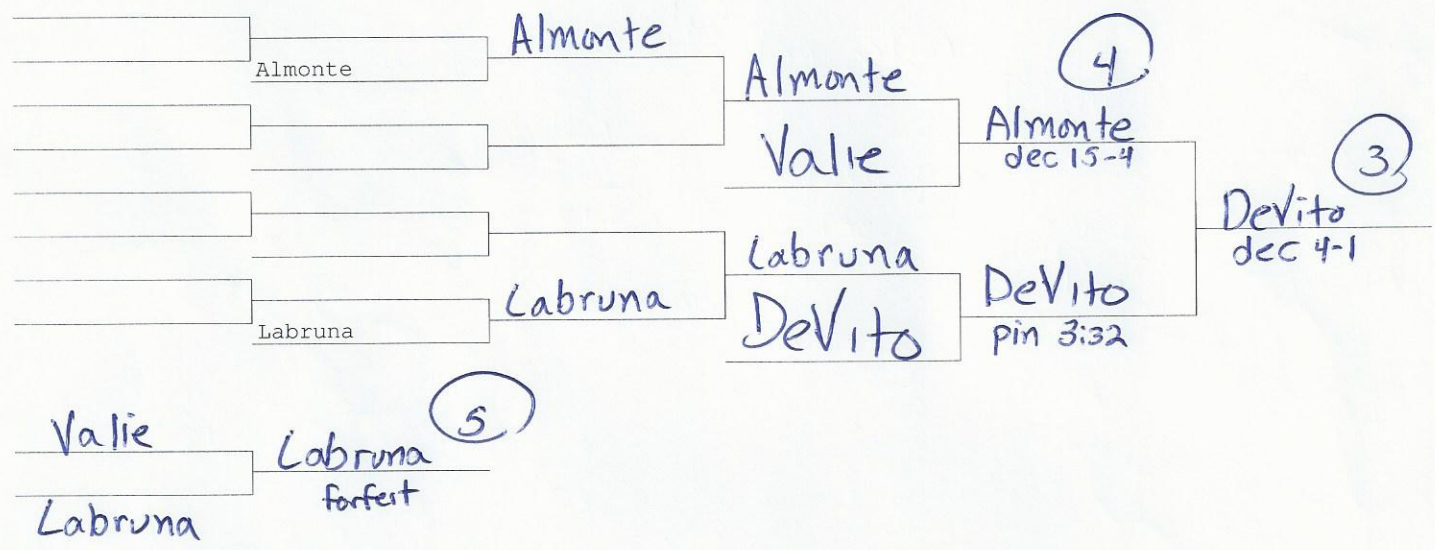 Almonte
Almonte
Almonte
Valie
4
Almonte
dec 15-4
3
DeVito
dec 4-1
Labruna
Labruna
Labruna
DeVito
DeVito
pin 3:32
5
Valie
Labruna
Labruna
forfest